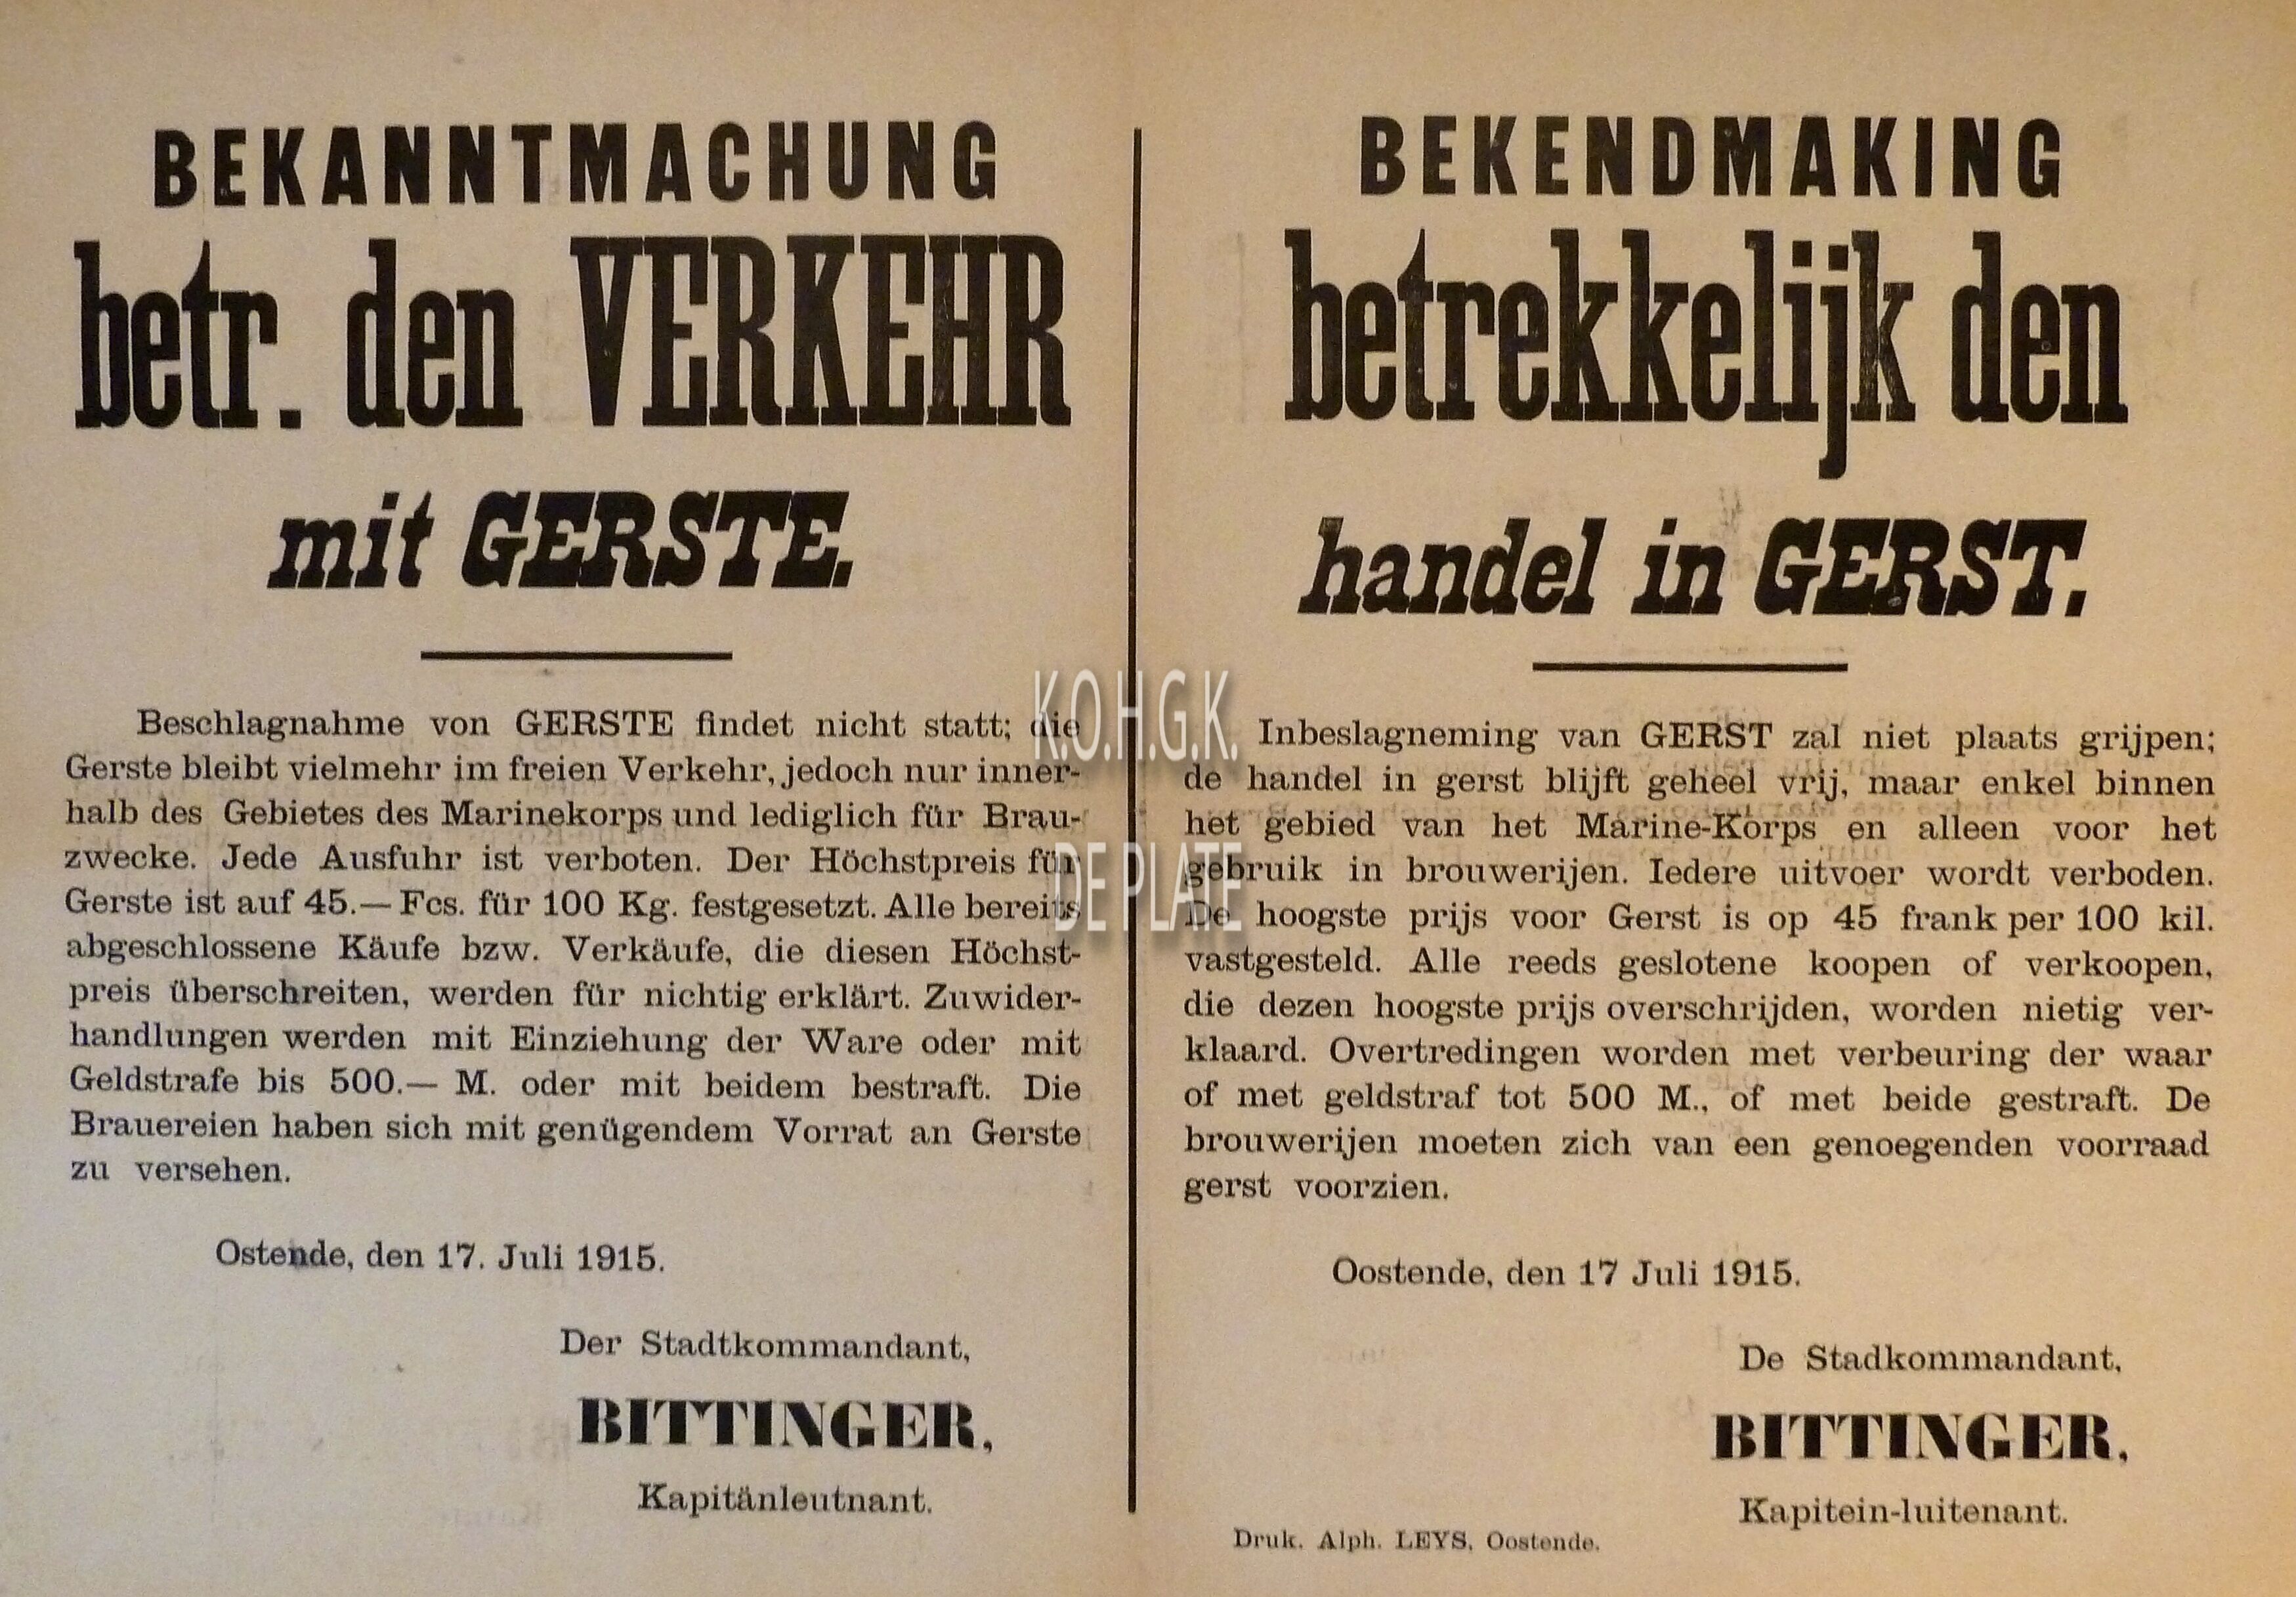 BEKANNTMACHUNG
betr. den VERKEHR
mit GERSTE.
Beschlagnahme von GERSTE findet nicht statt; die
Gerste bleibt vielmehr im freien Verkehr, jedoch nur inner-
halb des Gebietes des Marinekorps und lediglich für Brau-
zwecke. Jede Ausfuhr ist verboten. Der Höchstpreis für
Gerste ist auf 45.— Fcs. für 100 Kg. festgesetzt. Alle bereits
abgeschlossene Käufe bzw. Verkäufe, die diesen Höchst-
preis überschreiten, werden für nichtig erklärt. Zuwider-
handlungen werden mit Einziehung der Ware oder mit
Geldstrafe bis 500.— M. oder mit beidem bestraft. Die
Brauereien haben sich mit genügendem Vorrat an Gerste
zu versehen.
Ostende, den 17. Juli 1915.
Der Stadtkommandant,
BITTINGER,
Kapitänleutnant.
BEKENDMAKING
betrekkelijk den
handel in GERST.
Inbeslagneming van GERST zal niet plaats grijpen;
de handel in gerst blijft geheel vrij, maar enkel binnen
het gebied van het Marine-Korps en alleen voor het
gebruik in brouwerijen. Iedere uitvoer wordt verboden.
De hoogste prijs voor Gerst is op 45 frank per 100 kil.
vastgesteld. Alle reeds geslotene koopen of verkoopen,
die dezen hoogste prijs overschrijden, worden nietig ver-
klaard. Overtredingen worden met verbeuring der waar
of met geldstraf tot 500 M., of met beide gestraft. De
brouwerijen moeten zich van een genoegenden voorraad
gerst voorzien.
Oostende, den 17 Juli 1915.
De Stadkommandant,
BITTINGER,
Kapitein-luitenant.
Druk. Alph. LEYS, Oostende.
K.O.H.G.K.
DE PLATE